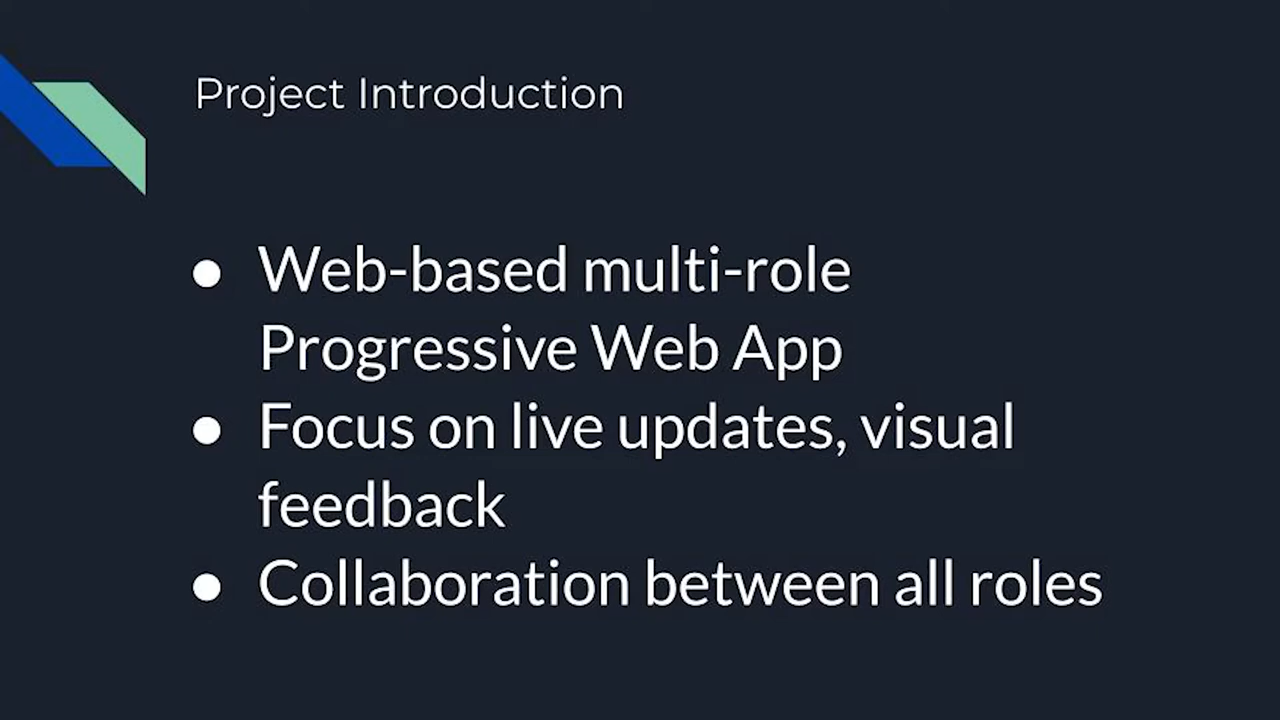 Project Introduction
● Web-based multi-role
Progressive Web App
● Focus on live updates, visual
feedback
● Collaboration between all roles